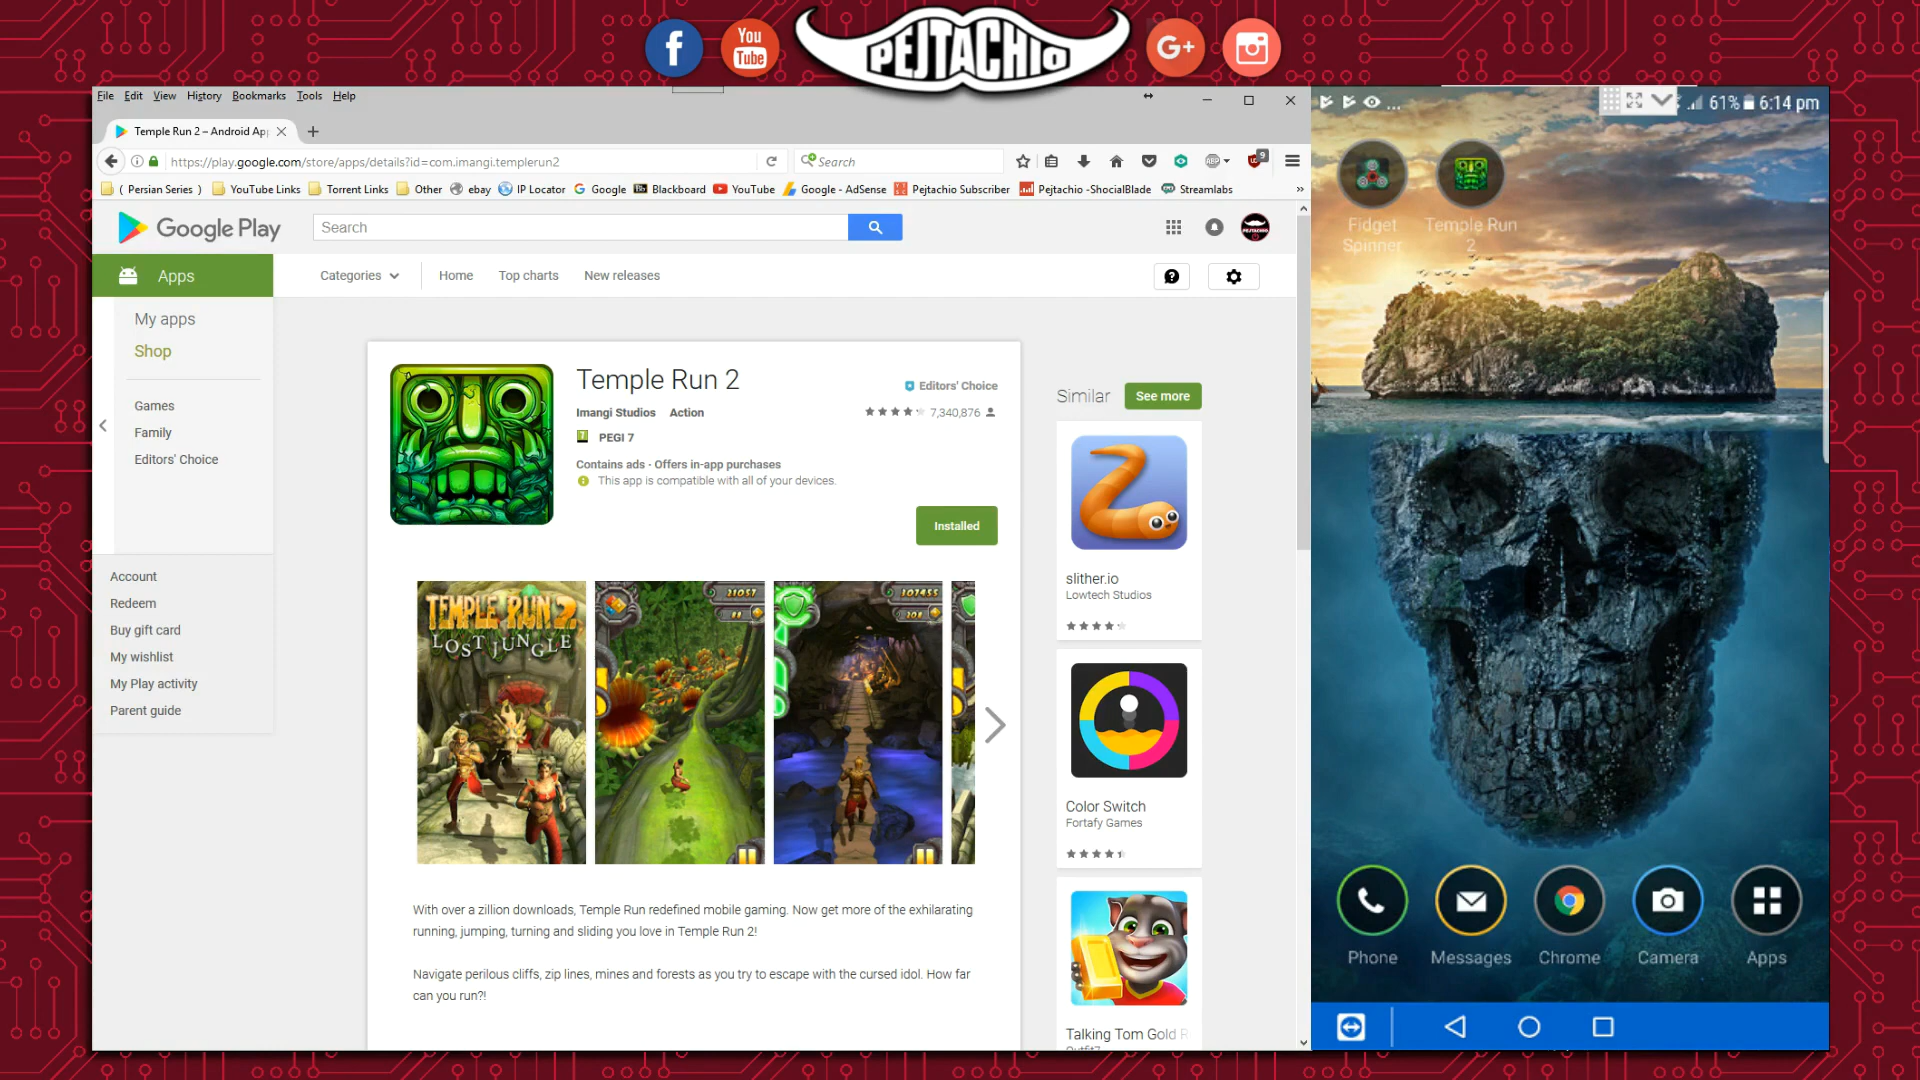 f
You
Tube
PEJTACHIO
G+
File Edit View History Bookmarks Tools Help
Temple Run 2 – Android Ap
https://play.google.com/store/apps/details?id=com.imangi.templerun2
Search
ABP
9
( Persian Series ) YouTube Links Torrent Links Other ebay IP Locator Google Blackboard YouTube Google - AdSense Pejtachio Subscriber Pejtachio -ShocialBlade Streamlabs
Google Play
Search
Apps
Categories
Home
Top charts
New releases
My apps
Shop
Games
Family
Editors' Choice
Account
Redeem
Buy gift card
My wishlist
My Play activity
Parent guide
Temple Run 2
Editors' Choice
Imangi Studios Action
7,340,876
7 PEGI 7
Contains ads · Offers in-app purchases
This app is compatible with all of your devices.
Installed
TEMPLE RUN 2
LOST JUNGLE
21057
88
107455
208
With over a zillion downloads, Temple Run redefined mobile gaming. Now get more of the exhilarating
running, jumping, turning and sliding you love in Temple Run 2!
Navigate perilous cliffs, zip lines, mines and forests as you try to escape with the cursed idol. How far
can you run?!
Similar
See more
slither.io
Lowtech Studios
Color Switch
Fortafy Games
Talking Tom Gold R
61% 6:14 pm
Fidget
Spinner
Temple Run
2
Phone
Messages
Chrome
Camera
Apps